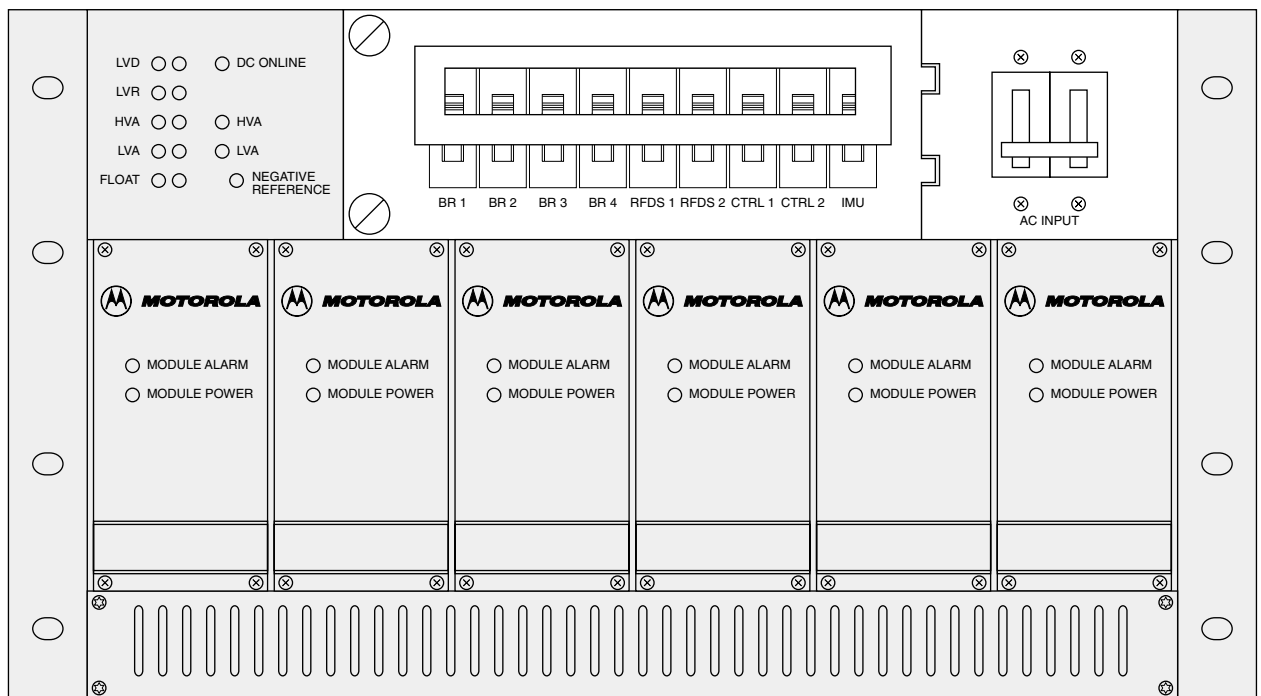 LVD DC ONLINE
LVR
HVA HVA
LVA LVA
FLOAT NEGATIVE
REFERENCE
BR 1 BR 2 BR 3 BR 4 RFDS 1 RFDS 2 CTRL 1 CTRL 2 IMU
AC INPUT
MOTOROLA MOTOROLA MOTOROLA MOTOROLA MOTOROLA MOTOROLA
MODULE ALARM MODULE ALARM MODULE ALARM MODULE ALARM MODULE ALARM MODULE ALARM
MODULE POWER MODULE POWER MODULE POWER MODULE POWER MODULE POWER MODULE POWER